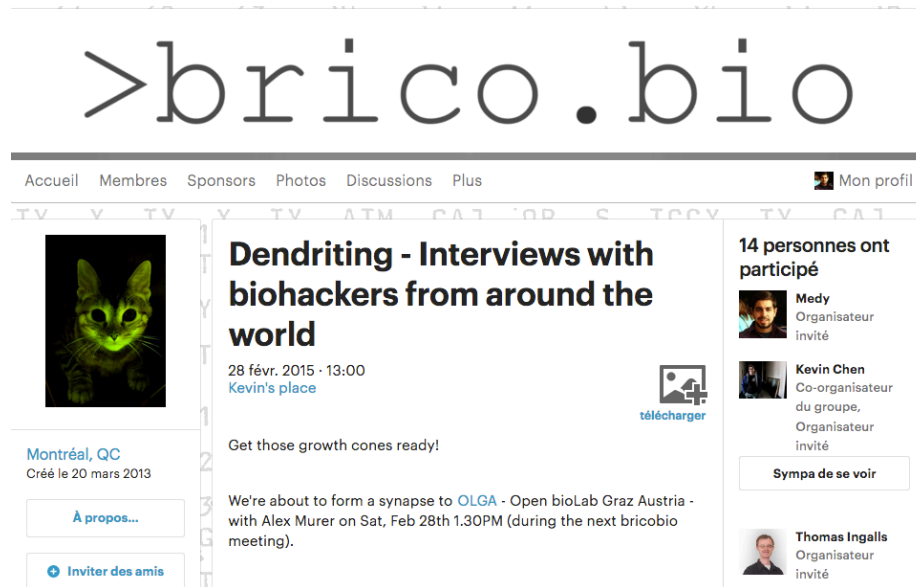 >brico.bio
Accueil Membres Sponsors Photos Discussions Plus
Mon profil
Montréal, QC
Créé le 20 mars 2013
À propos...
Inviter des amis
Dendriting - Interviews with
biohackers from around the
world
28 févr. 2015 · 13:00
Kevin's place
télécharger
Get those growth cones ready!
We're about to form a synapse to OLGA - Open bioLab Graz Austria -
with Alex Murer on Sat, Feb 28th 1.30PM (during the next bricobio
meeting).
14 personnes ont
participé
Medy
Organisateur
invité
Kevin Chen
Co-organisateur
du groupe,
Organisateur
invité
Sympa de se voir
Thomas Ingalls
Organisateur
invité